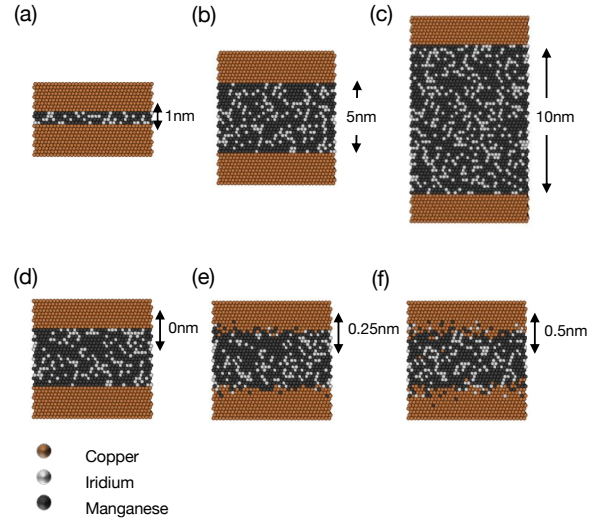 (a)
(b)
(c)
1nm
5nm
10nm
(d)
(e)
(f)
0nm
0.25nm
0.5nm
Copper
Iridium
Manganese